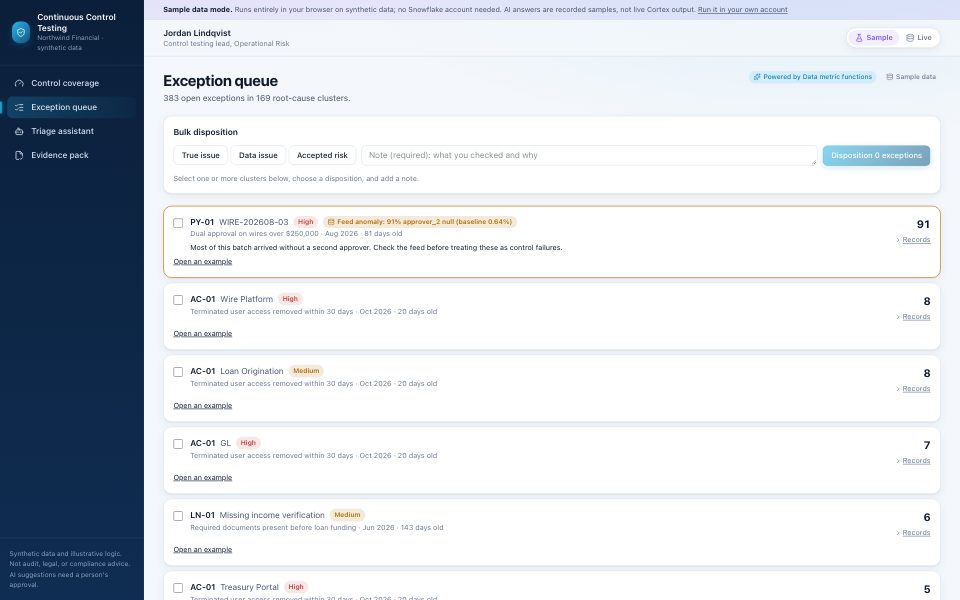 Continuous Control
Testing
Northwind Financial ·
synthetic data
Control coverage
Exception queue
Triage assistant
Evidence pack
Synthetic data and illustrative logic.
Not audit, legal, or compliance advice.
AI suggestions need a person's
approval.
Sample data mode. Runs entirely in your browser on synthetic data; no Snowflake account needed. AI answers are recorded samples, not live Cortex output. Run it in your own account
Jordan Lindqvist
Control testing lead, Operational Risk
Sample Live
Exception queue
Powered by Data metric functions Sample data
383 open exceptions in 169 root-cause clusters.
Bulk disposition
True issue Data issue Accepted risk Note (required): what you checked and why Disposition 0 exceptions
Select one or more clusters below, choose a disposition, and add a note.
PY-01 WIRE-202608-03 High Feed anomaly: 91% approver_2 null (baseline 0.64%) 91
Dual approval on wires over $250,000 · Aug 2026 · 81 days old
› Records
Most of this batch arrived without a second approver. Check the feed before treating these as control failures.
Open an example
AC-01 Wire Platform High 8
Terminated user access removed within 30 days · Oct 2026 · 20 days old
› Records
Open an example
AC-01 Loan Origination Medium 8
Terminated user access removed within 30 days · Oct 2026 · 20 days old
› Records
Open an example
AC-01 GL High 7
Terminated user access removed within 30 days · Oct 2026 · 20 days old
› Records
Open an example
LN-01 Missing income verification Medium 6
Required documents present before loan funding · Jun 2026 · 143 days old
› Records
Open an example
AC-01 Treasury Portal High 5
Terminated user access removed within 30 days · Oct 2026 · 20 days old